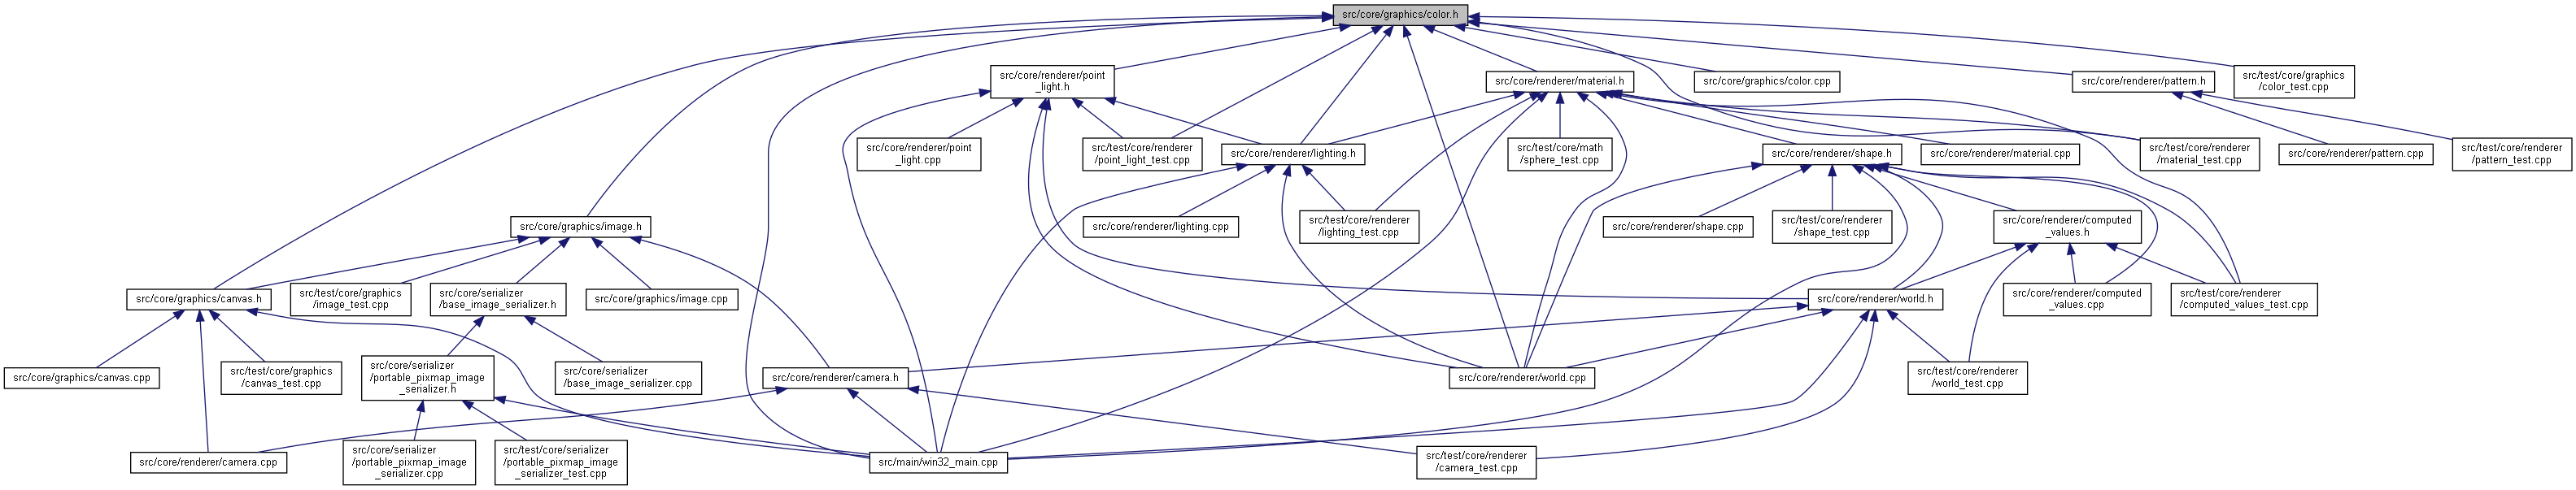 src/core/graphics/color.h
src/core/renderer/point
_light.h
src/core/renderer/material.h
src/core/graphics/color.cpp
src/core/renderer/pattern.h
src/test/core/graphics
/color_test.cpp
src/core/renderer/point
_light.cpp
src/test/core/renderer
/point_light_test.cpp
src/core/renderer/lighting.h
src/test/core/math
/sphere_test.cpp
src/core/renderer/shape.h
src/core/renderer/material.cpp
src/test/core/renderer
/material_test.cpp
src/core/renderer/pattern.cpp
src/test/core/renderer
/pattern_test.cpp
src/core/graphics/image.h
src/core/renderer/lighting.cpp
src/test/core/renderer
/lighting_test.cpp
src/core/renderer/shape.cpp
src/test/core/renderer
/shape_test.cpp
src/core/renderer/computed
_values.h
src/core/graphics/canvas.h
src/test/core/graphics
/image_test.cpp
src/core/serializer
/base_image_serializer.h
src/core/graphics/image.cpp
src/core/renderer/world.h
src/core/renderer/computed
_values.cpp
src/test/core/renderer
/computed_values_test.cpp
src/core/graphics/canvas.cpp
src/test/core/graphics
/canvas_test.cpp
src/core/serializer
/portable_pixmap_image
_serializer.h
src/core/serializer
/base_image_serializer.cpp
src/core/renderer/camera.h
src/core/renderer/world.cpp
src/test/core/renderer
/world_test.cpp
src/core/renderer/camera.cpp
src/core/serializer
/portable_pixmap_image
_serializer.cpp
src/test/core/serializer
/portable_pixmap_image
_serializer_test.cpp
src/main/win32_main.cpp
src/test/core/renderer
/camera_test.cpp